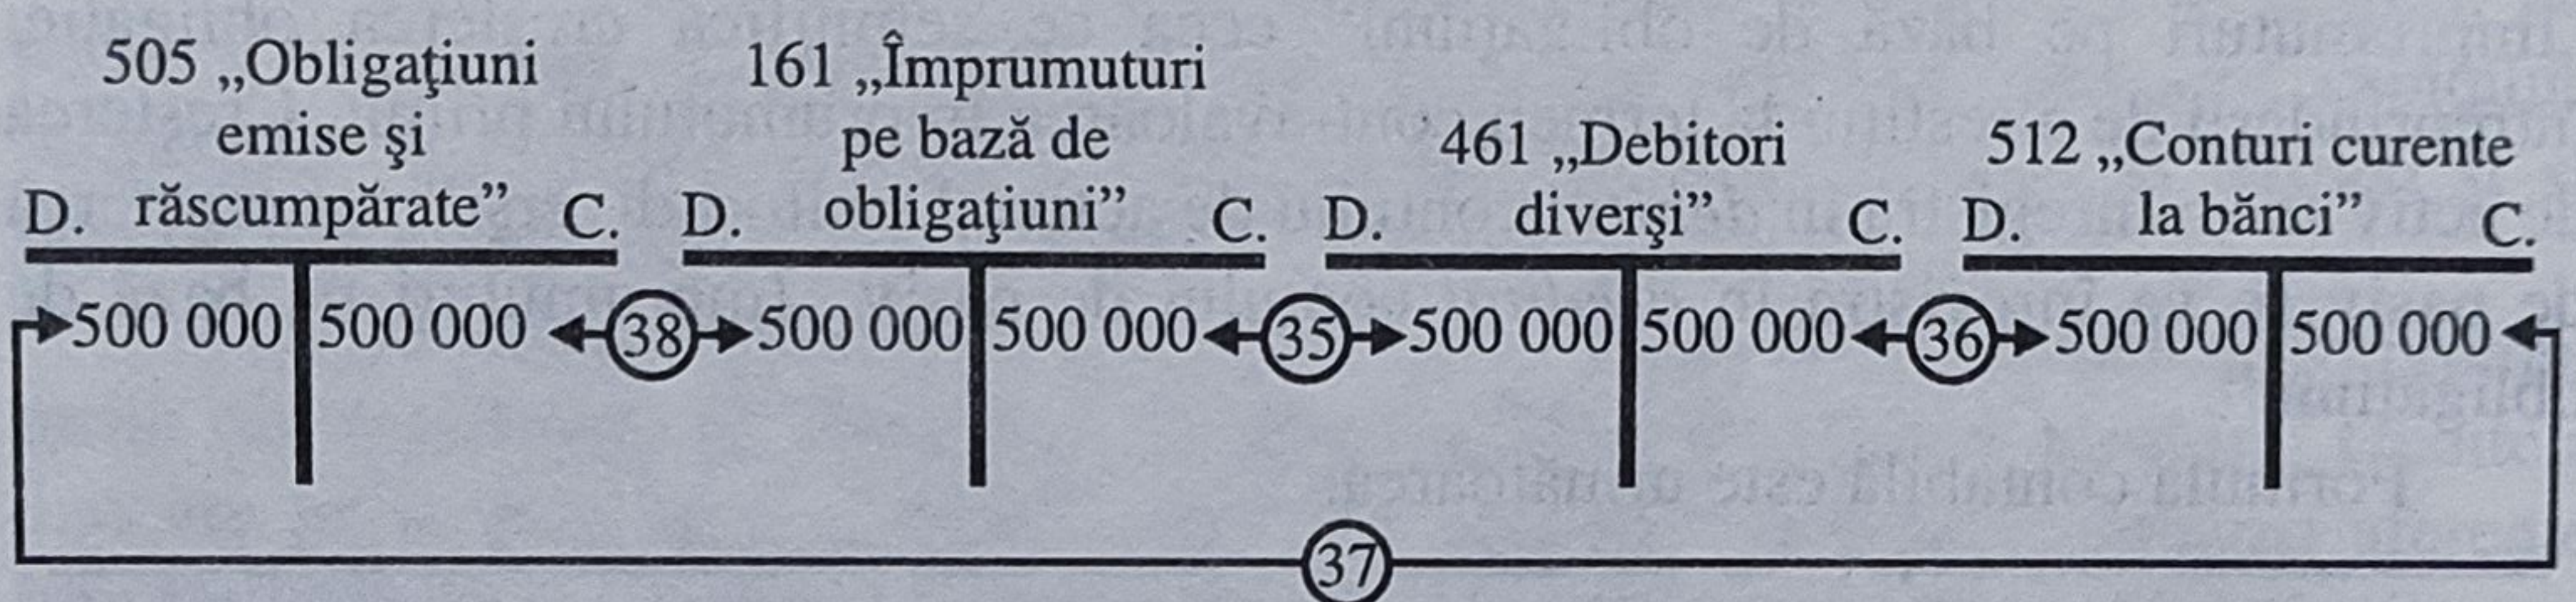 505 „Obligaţiuni
emise şi
D. răscumpărate” C.
161 „Împrumuturi
pe bază de
D. obligaţiuni” C.
461 „Debitori
D. diverşi” C.
512 „Conturi curente
D. la bănci” C.
500 000 500 000 38 500 000 500 000 35 500 000 500 000 36 500 000 500 000
37